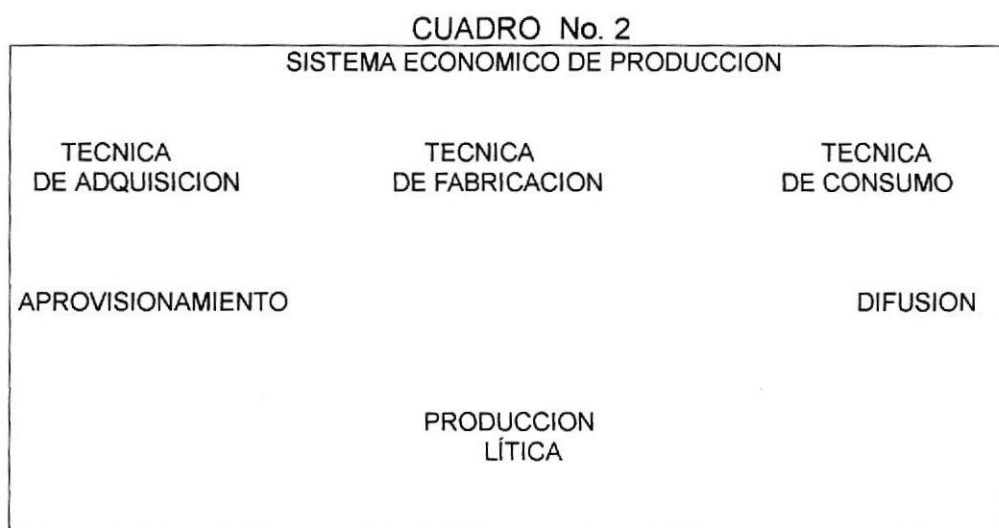 CUADRO No. 2
SISTEMA ECONOMICO DE PRODUCCION
TECNICA
DE ADQUISICION
TECNICA
DE FABRICACION
TECNICA
DE CONSUMO
APROVISIONAMIENTO
DIFUSION
PRODUCCION
LÍTICA